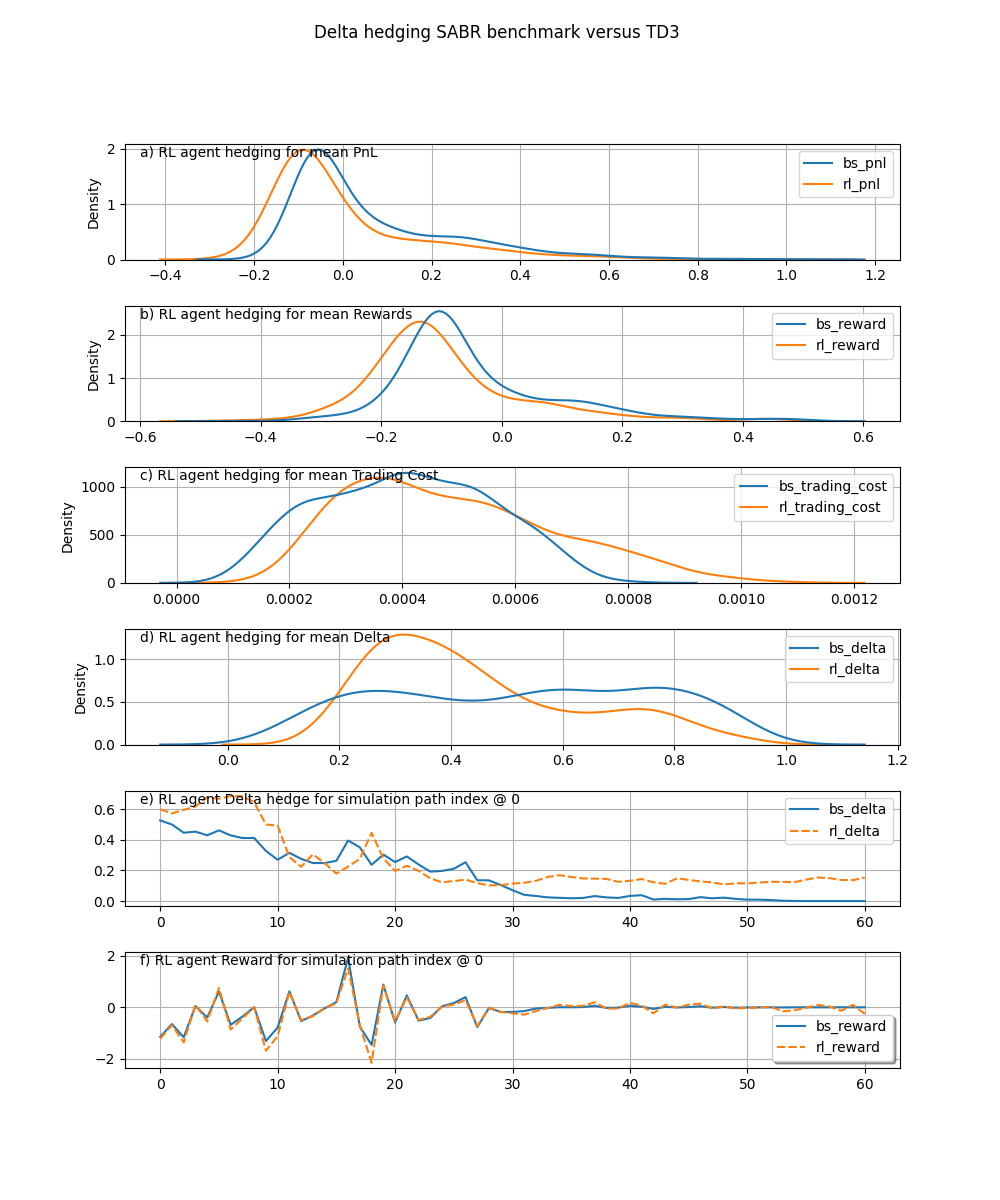 Delta hedging SABR benchmark versus TD3
a) RL agent hedging for mean PnL
bs_pnl
rl_pnl
Density
2
1
0
−0.4 −0.2 0.0 0.2 0.4 0.6 0.8 1.0 1.2
b) RL agent hedging for mean Rewards
bs_reward
rl_reward
Density
2
1
0
−0.6 −0.4 −0.2 0.0 0.2 0.4 0.6
c) RL agent hedging for mean Trading Cost
bs_trading_cost
rl_trading_cost
Density
1000
500
0
0.0000 0.0002 0.0004 0.0006 0.0008 0.0010 0.0012
d) RL agent hedging for mean Delta
bs_delta
rl_delta
Density
1.0
0.5
0.0
0.0 0.2 0.4 0.6 0.8 1.0 1.2
e) RL agent Delta hedge for simulation path index @ 0
bs_delta
rl_delta
0.6
0.4
0.2
0.0
0 10 20 30 40 50 60
f) RL agent Reward for simulation path index @ 0
2
0
−2
bs_reward
rl_reward
0 10 20 30 40 50 60